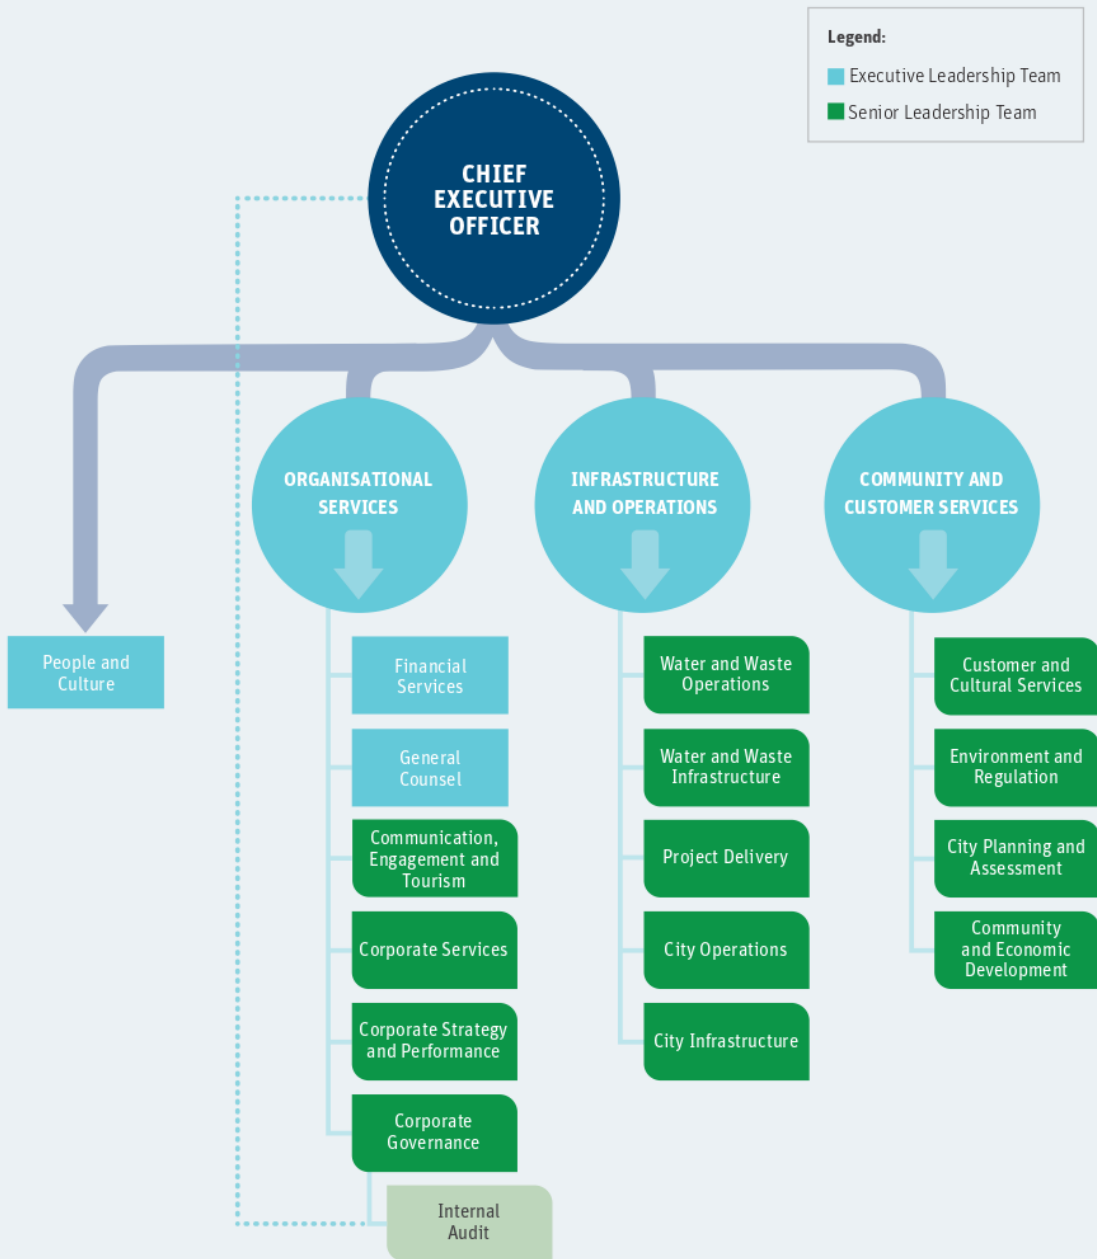 Legend:
Executive Leadership Team
Senior Leadership Team
CHIEF
EXECUTIVE
OFFICER
ORGANISATIONAL
SERVICES
INFRASTRUCTURE
AND OPERATIONS
COMMUNITY AND
CUSTOMER SERVICES
People and
Culture
Financial
Services
General
Counsel
Communication,
Engagement and
Tourism
Corporate Services
Corporate Strategy
and Performance
Corporate
Governance
Internal
Audit
Water and Waste
Operations
Water and Waste
Infrastructure
Project Delivery
City Operations
City Infrastructure
Customer and
Cultural Services
Environment and
Regulation
City Planning and
Assessment
Community
and Economic
Development